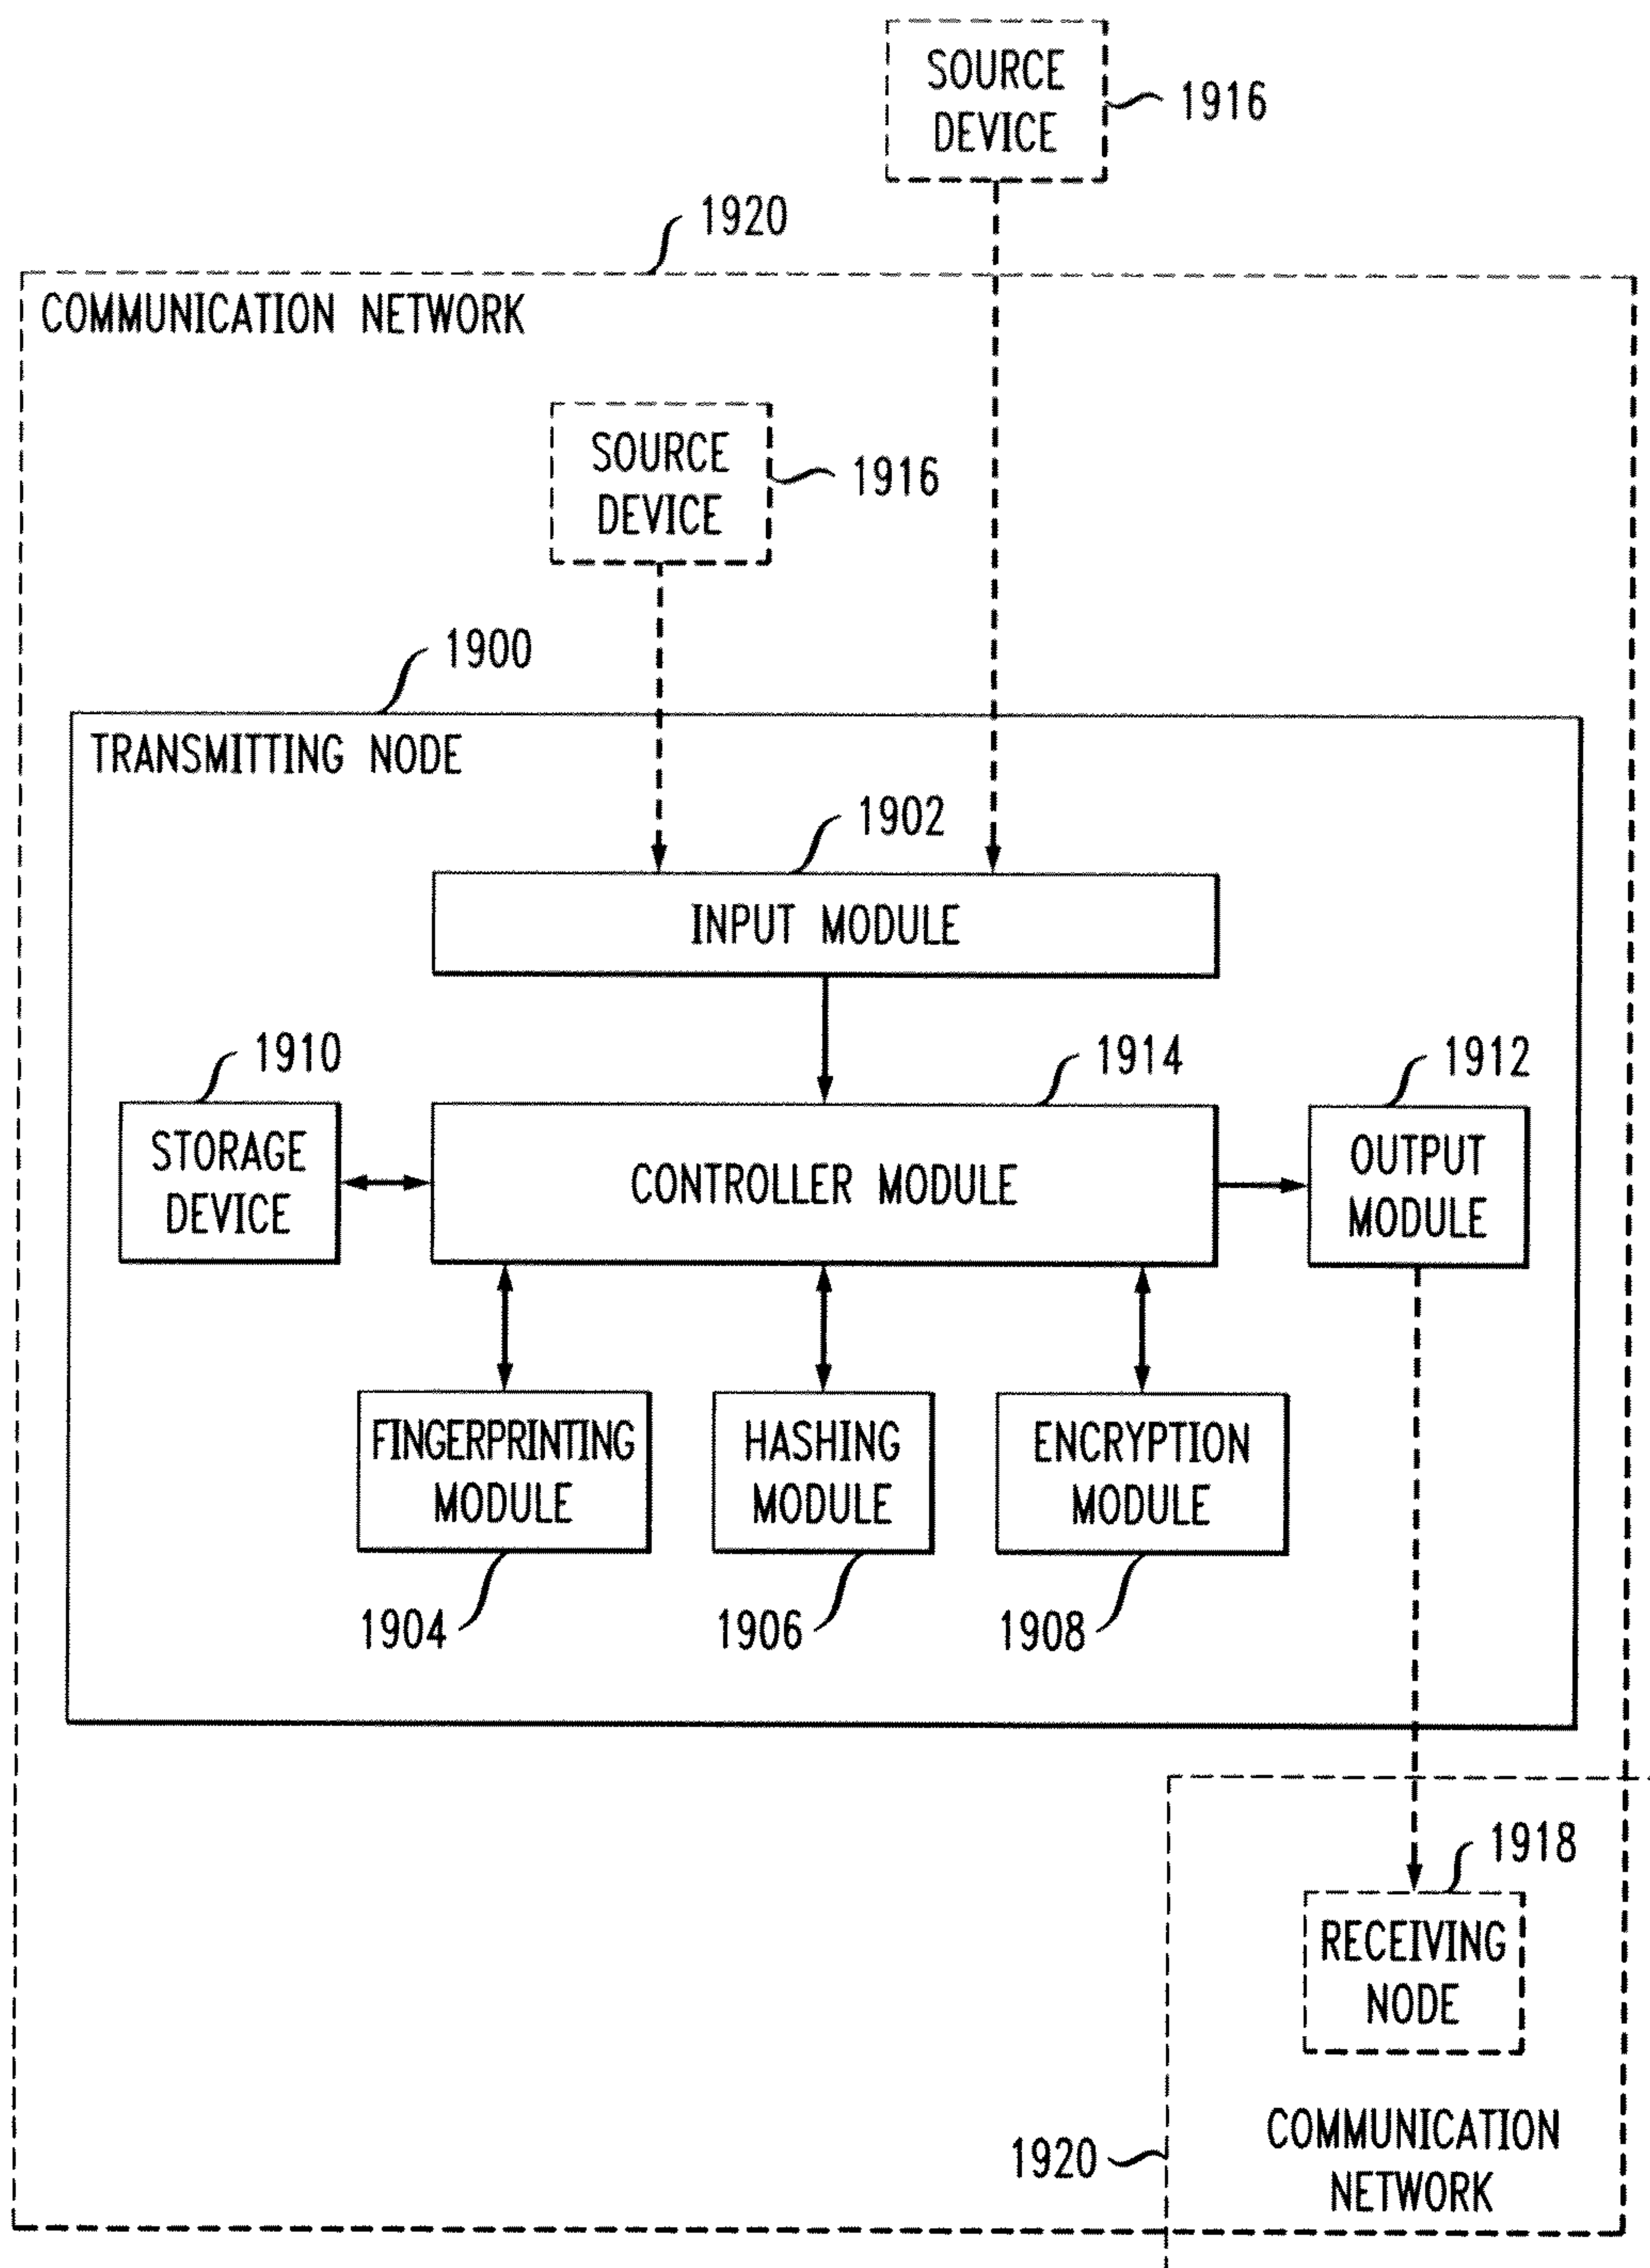 SOURCE
DEVICE
1916
1920
COMMUNICATION NETWORK
SOURCE
DEVICE
1916
1900
TRANSMITTING NODE
1902
INPUT MODULE
1910
1914
1912
STORAGE
DEVICE
CONTROLLER MODULE
OUTPUT
MODULE
FINGERPRINTING
MODULE
HASHING
MODULE
ENCRYPTION
MODULE
1904
1906
1908
1918
RECEIVING
NODE
1920
COMMUNICATION
NETWORK